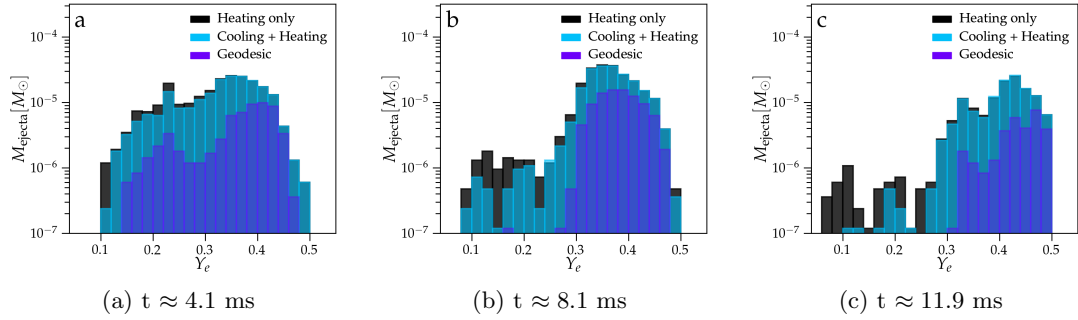 a
Heating only
Cooling + Heating
Geodesic
10⁻⁴
10⁻⁵
10⁻⁶
10⁻⁷
M_ejecta [M_⊙]
0.1 0.2 0.3 0.4 0.5
Y_e
(a) t ≈ 4.1 ms
b
Heating only
Cooling + Heating
Geodesic
10⁻⁴
10⁻⁵
10⁻⁶
10⁻⁷
M_ejecta [M_⊙]
0.1 0.2 0.3 0.4 0.5
Y_e
(b) t ≈ 8.1 ms
c
Heating only
Cooling + Heating
Geodesic
10⁻⁴
10⁻⁵
10⁻⁶
10⁻⁷
M_ejecta [M_⊙]
0.1 0.2 0.3 0.4 0.5
Y_e
(c) t ≈ 11.9 ms